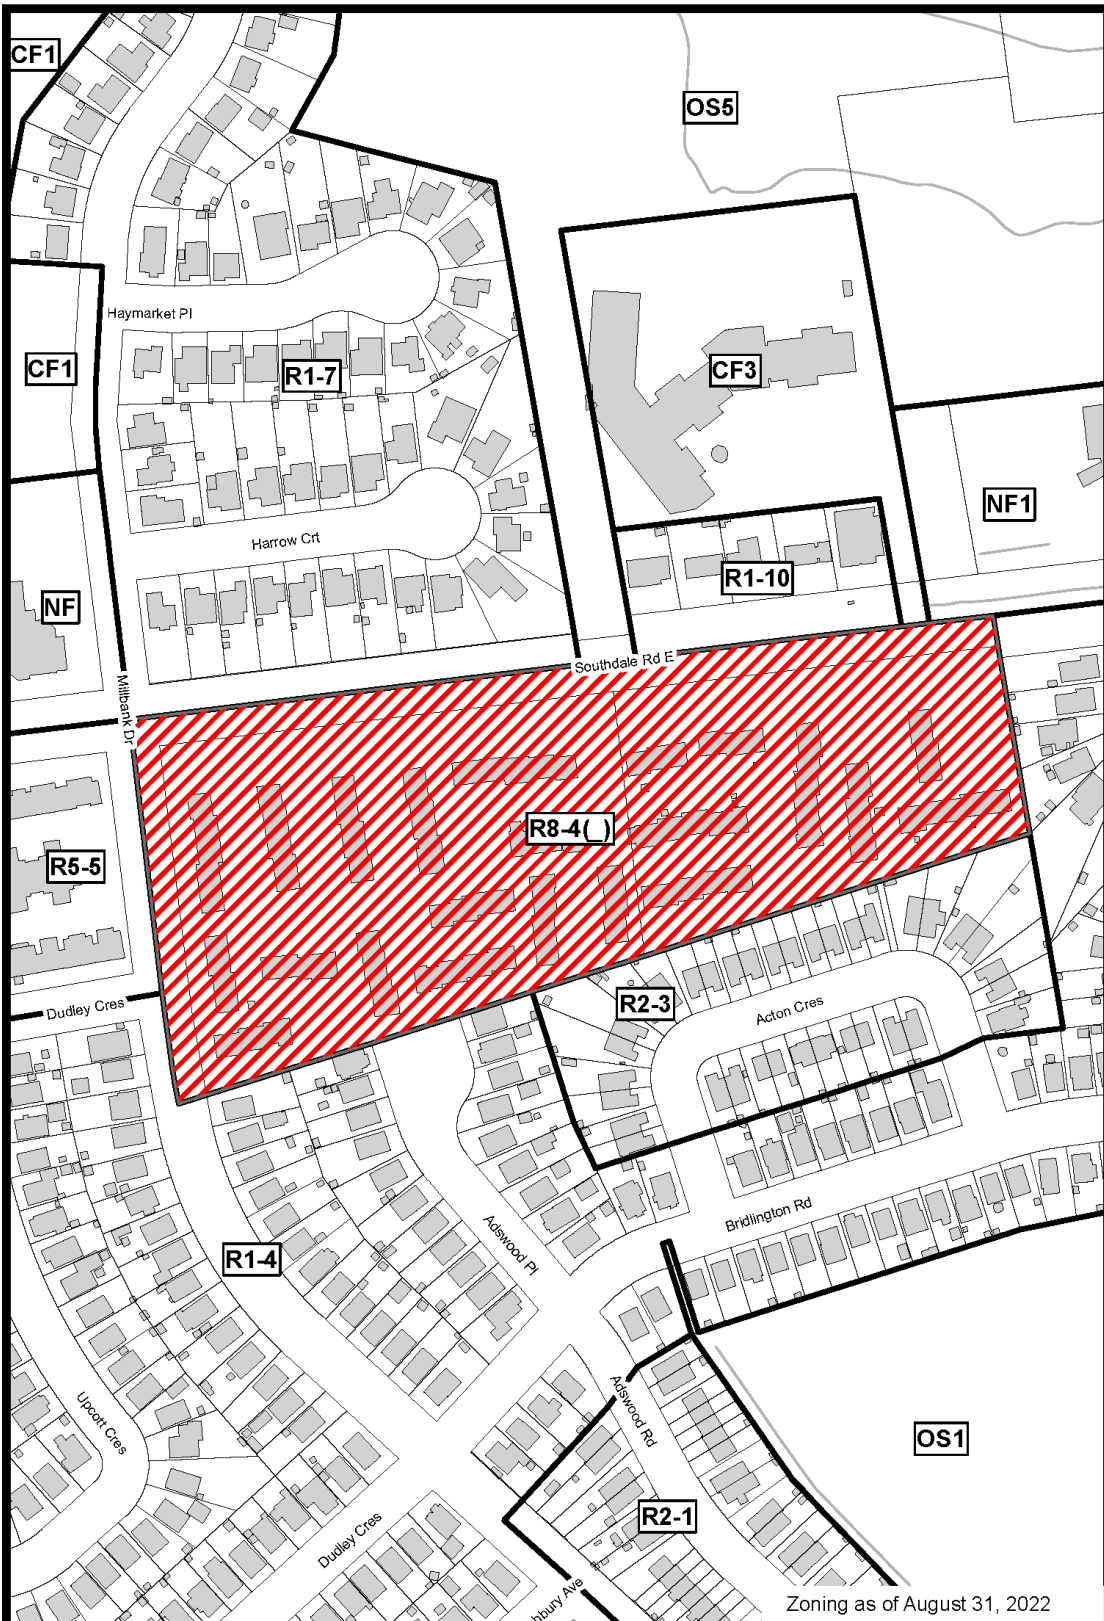 CF1
OS5
Haymarket Pl
CF1
R1-7
CF3
NF1
Harrow Crt
R1-10
NF
Southdale Rd E
Millbank Dr
R8-4(_)
R5-5
Dudley Cres
R2-3
Acton Cres
Bridlington Rd
Adswood Pl
R1-4
Upcott Cres
Adswood Rd
OS1
R2-1
Dudley Cres
hbury Ave
Zoning as of August 31, 2022